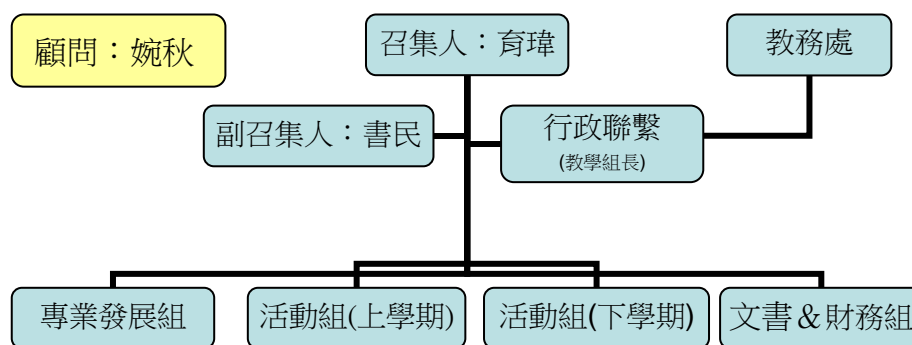 顧問：婉秋
召集人：育瑋
教務處
副召集人：書民
行政聯繫
(教學組長)
專業發展組
活動組(上學期)
活動組(下學期)
文書＆財務組